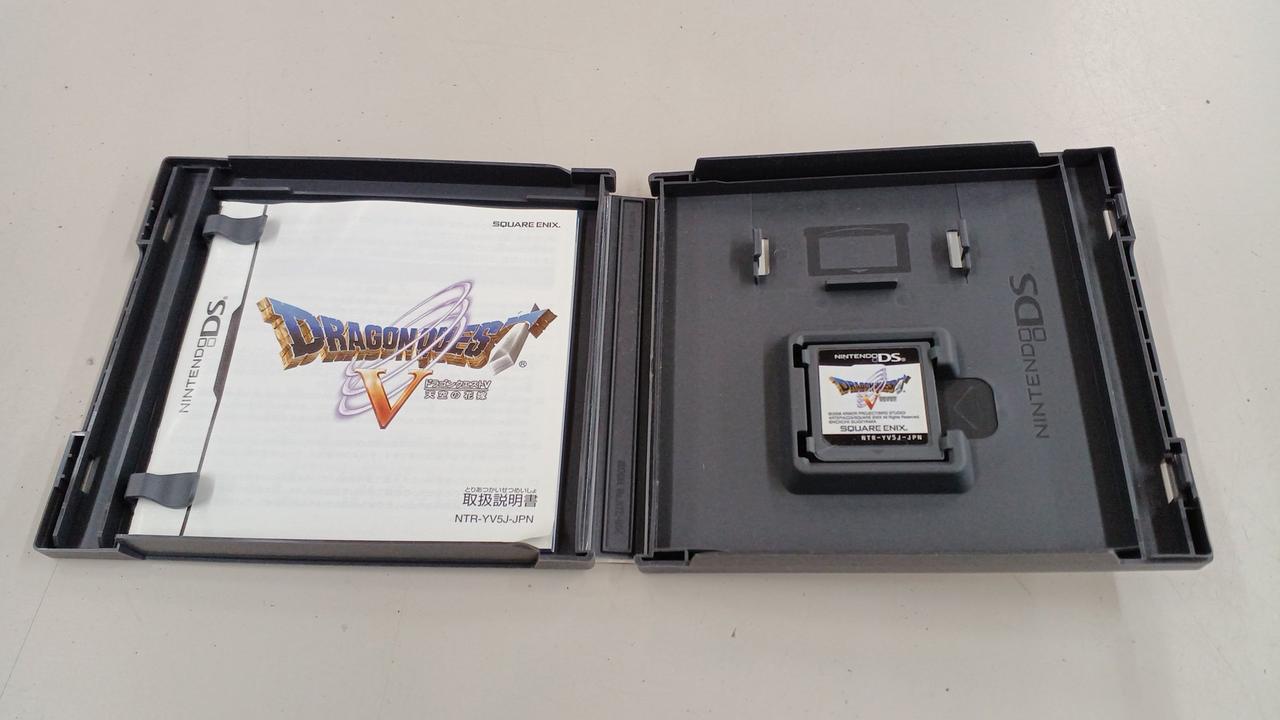 SQUARE ENIX.
NINTENDO DS®
DRAGON QUEST
®
V
ドラゴンクエストV
天空の花嫁
とりあつかいせつめいしょ
取扱説明書
NTR-YV5J-JPN
NINTENDO DS
NINTENDO DS®
DRAGON QUEST
V
SQUARE ENIX.
NTR-YV5J-JPN